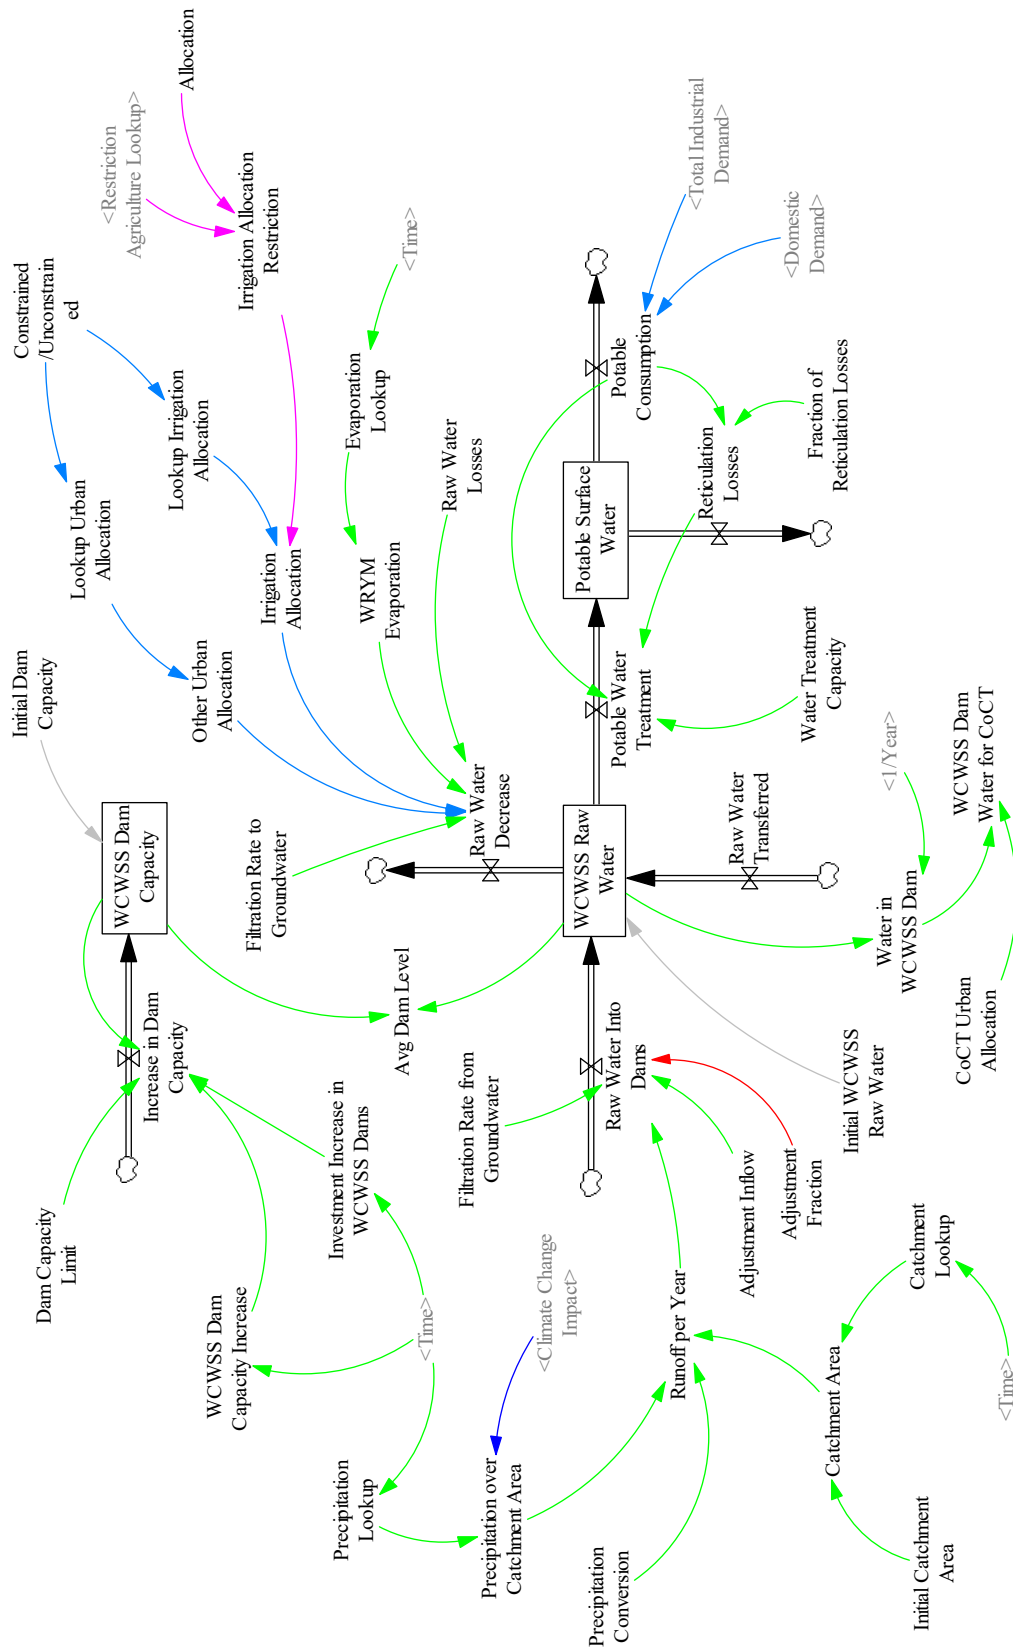 Dam Capacity
Limit
Increase in Dam
Capacity
WCWSS Dam
Capacity
Initial Dam
Capacity
WCWSS Dam
Capacity Increase
Investment Increase in
WCWSS Dams
<Time>
Precipitation
Lookup
Precipitation over
Catchment Area
<Climate Change
Impact>
Precipitation
Conversion
Runoff per Year
Initial Catchment
Area
Catchment Area
Catchment
Lookup
<Time>
Avg Dam Level
Filtration Rate from
Groundwater
Raw Water Into
Dams
Adjustment Inflow
Adjustment
Fraction
Initial WCWSS
Raw Water
WCWSS Raw
Water
Filtration Rate to
Groundwater
Raw Water
Decrease
Raw Water
Transferred
Water in
WCWSS Dam
<1/Year>
CoCT Urban
Allocation
WCWSS Dam
Water for CoCT
Lookup Urban
Allocation
Other Urban
Allocation
Constrained
/Unconstrain
ed
Lookup Irrigation
Allocation
Irrigation
Allocation
<Restriction
Agriculture Lookup>
Allocation
Irrigation Allocation
Restriction
WRYM
Evaporation
Evaporation
Lookup
<Time>
Raw Water
Losses
Potable Water
Treatment
Water Treatment
Capacity
Potable Surface
Water
Reticulation
Losses
Fraction of
Reticulation Losses
Potable
Consumption
<Total Industrial
Demand>
<Domestic
Demand>